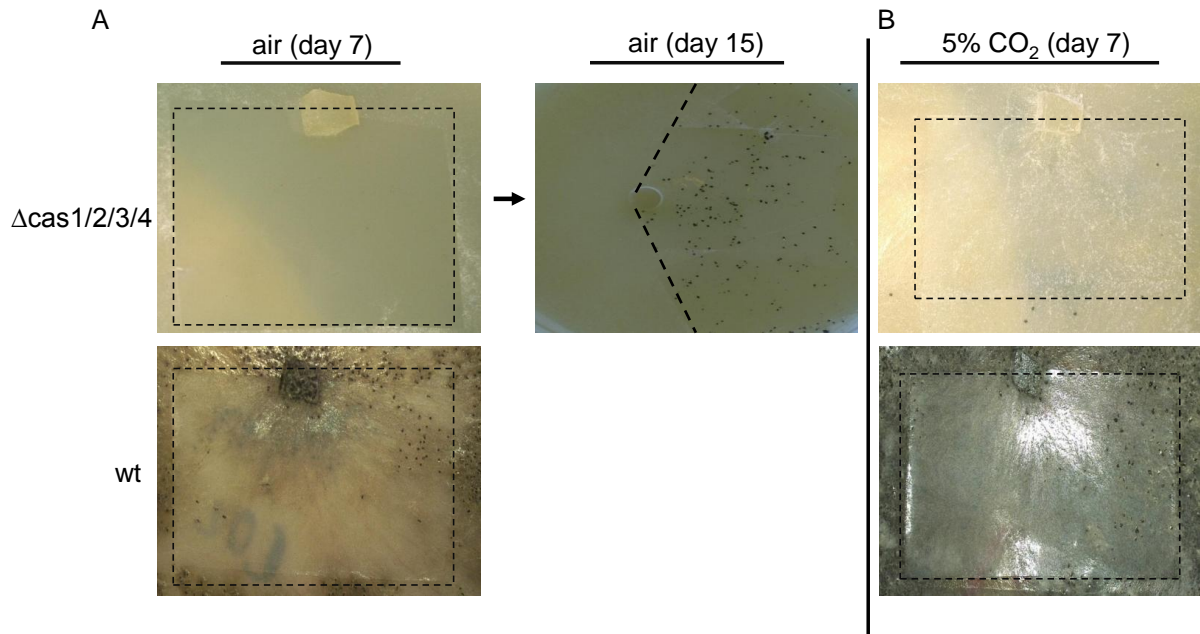 A
B
air (day 7)
air (day 15)
5% CO₂ (day 7)
Δcas1/2/3/4
wt